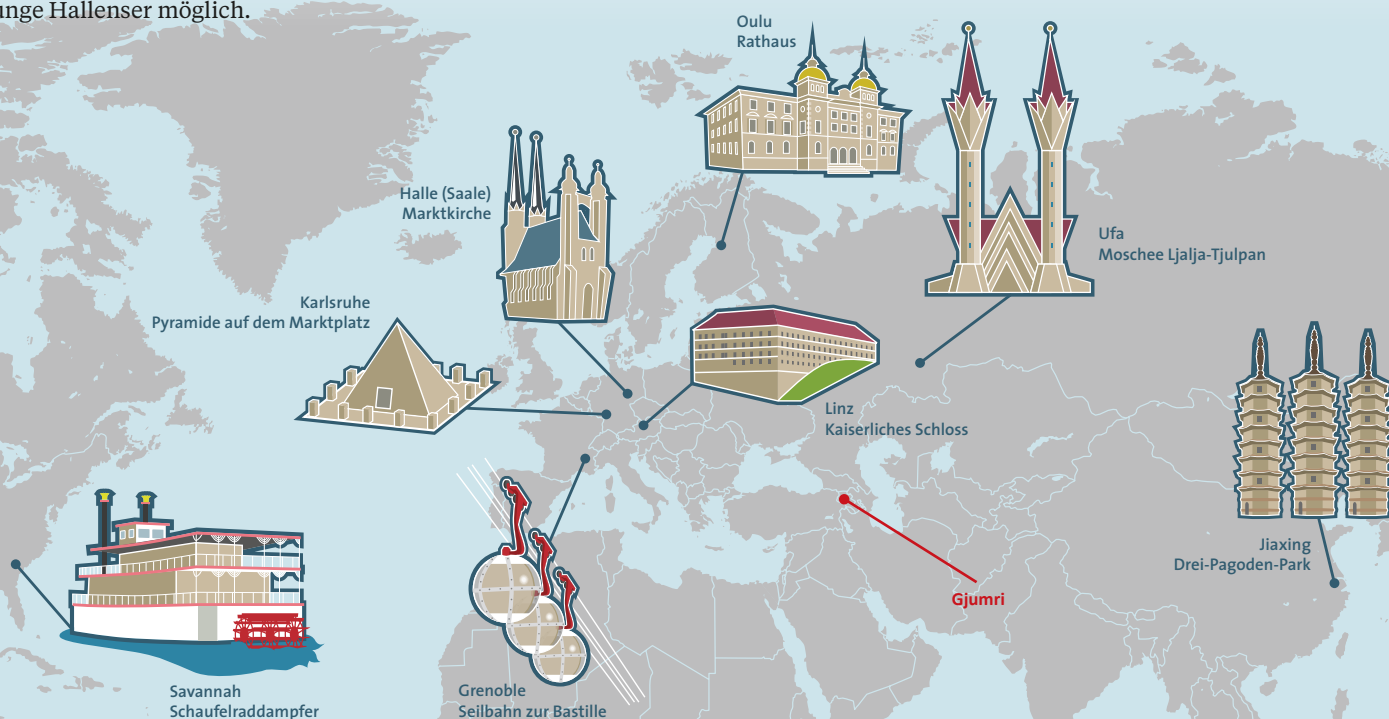 unge Hallenser möglich.
Oulu
Rathaus
Halle (Saale)
Marktkirche
Ufa
Moschee Ljalja-Tjulpan
Karlsruhe
Pyramide auf dem Marktplatz
Linz
Kaiserliches Schloss
Jiaxing
Drei-Pagoden-Park
Gjumri
Savannah
Schaufelraddampfer
Grenoble
Seilbahn zur Bastille